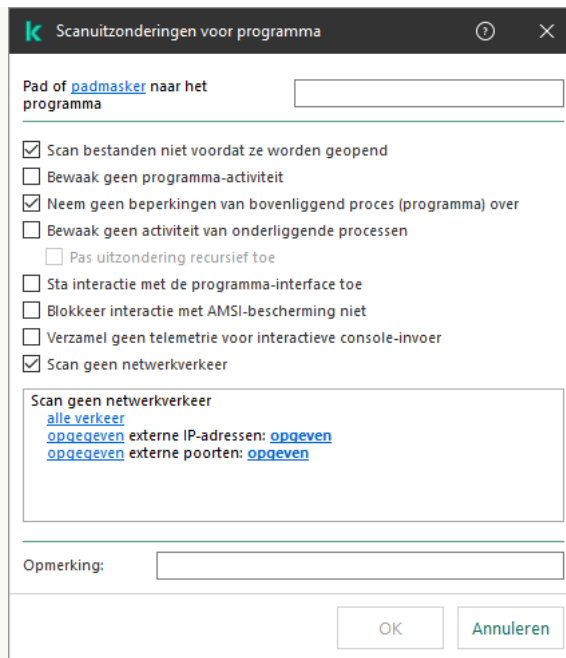 Scanuitzonderingen voor programma
Pad of padmasker naar het
programma
Scan bestanden niet voordat ze worden geopend
Bewaak geen programma-activiteit
Neem geen beperkingen van bovenliggend proces (programma) over
Bewaak geen activiteit van onderliggende processen
Pas uitzondering recursief toe
Sta interactie met de programma-interface toe
Blokkeer interactie met AMSI-bescherming niet
Verzamel geen telemetrie voor interactieve console-invoer
Scan geen netwerkverkeer
Scan geen netwerkverkeer
alle verkeer
opgegeven externe IP-adressen: opgeven
opgegeven externe poorten: opgeven
Opmerking:
OK
Annuleren